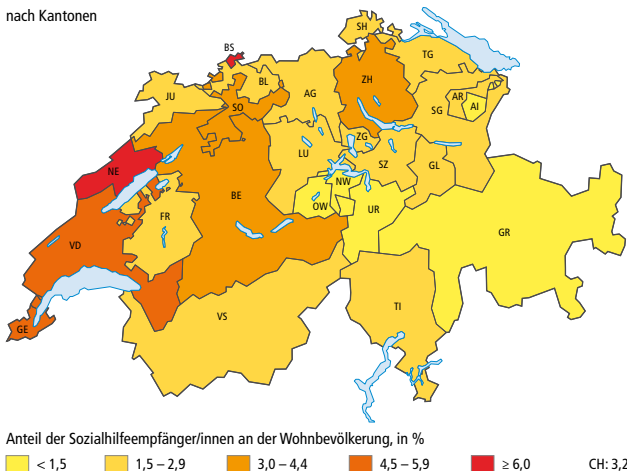 nach Kantonen
SH
BS
TG
BL
ZH
JU
AG
SO
AR
SG
AI
ZG
LU
SZ
NE
GL
NW
BE
OW
UR
FR
GR
VD
TI
VS
GE
Anteil der Sozialhilfeempfänger/innen an der Wohnbevölkerung, in %
< 1,5 1,5 – 2,9 3,0 – 4,4 4,5 – 5,9 ≥ 6,0 CH: 3,2